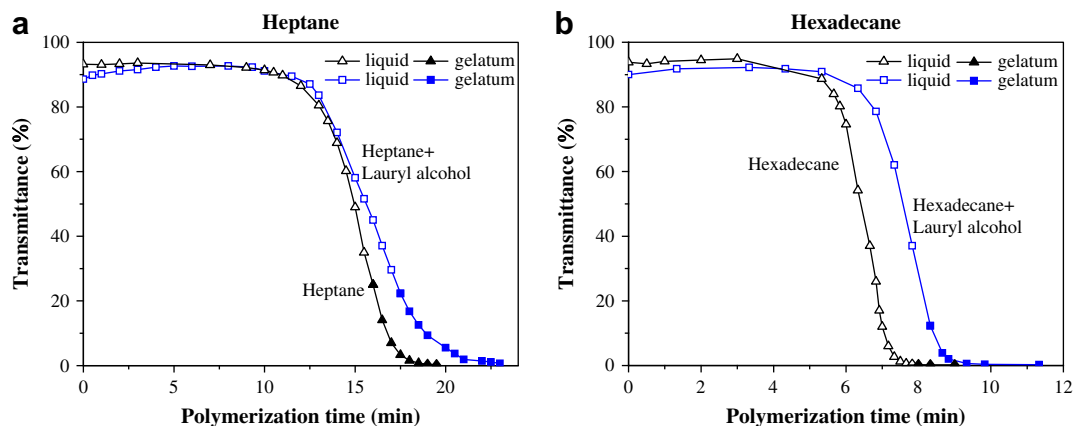 a
Heptane
liquid gelatum
liquid gelatum
100
80
60
40
20
0
Transmittance (%)
Heptane+
Lauryl alcohol
Heptane
0 5 10 15 20
Polymerization time (min)
b
Hexadecane
liquid gelatum
liquid gelatum
100
80
60
40
20
0
Transmittance (%)
Hexadecane
Hexadecane+
Lauryl alcohol
0 2 4 6 8 10 12
Polymerization time (min)